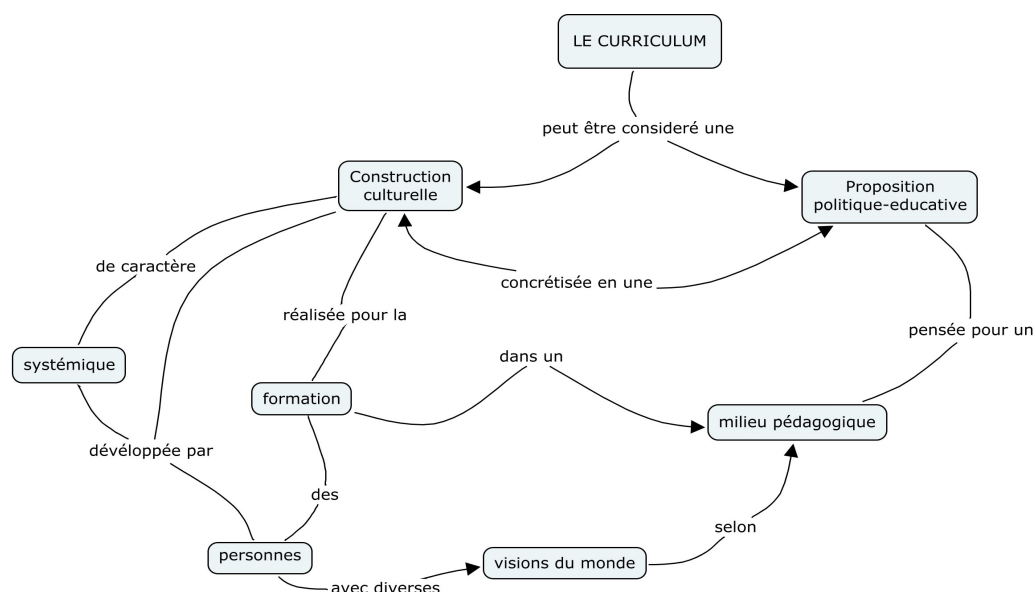 LE CURRICULUM
peut être consideré une
Construction
culturelle
Proposition
politique-educative
de caractère
concrétisée en une
réalisée pour la
pensée pour un
dans un
systémique
formation
milieu pédagogique
dévéloppée par
des
selon
personnes
visions du monde
avec diverses